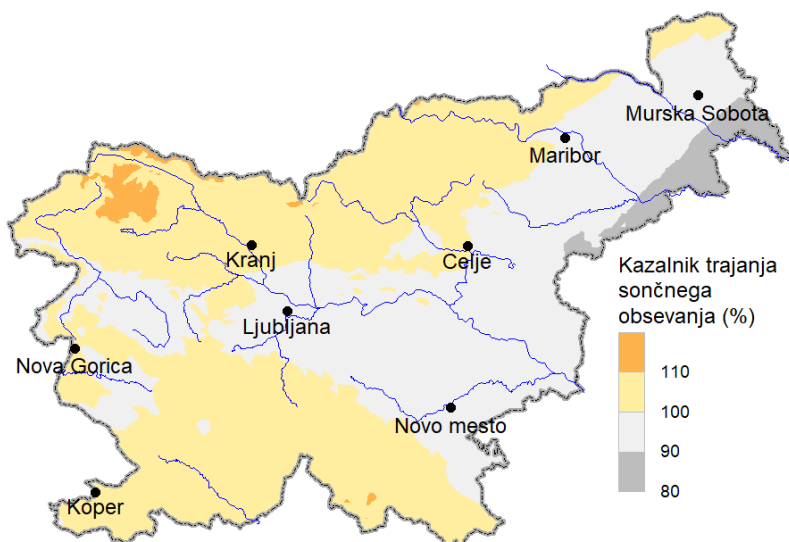 Murska Sobota
Maribor
Kranj
Celje
Ljubljana
Nova Gorica
Novo mesto
Koper
Kazalnik trajanja
sončnega
obsevanja (%)
110
100
90
80